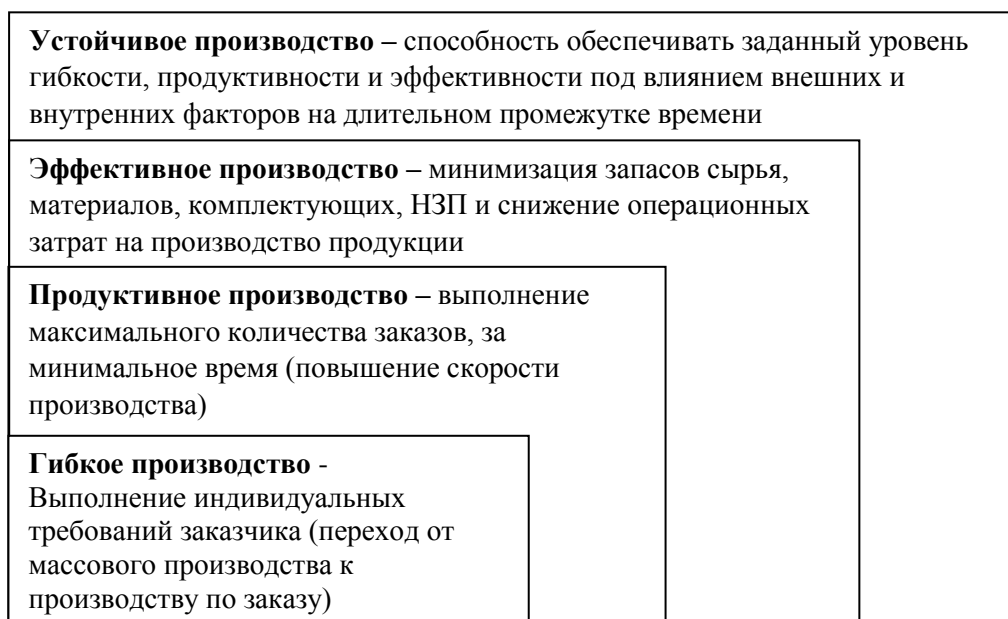 Устойчивое производство – способность обеспечивать заданный уровень
гибкости, продуктивности и эффективности под влиянием внешних и
внутренних факторов на длительном промежутке времени
Эффективное производство – минимизация запасов сырья,
материалов, комплектующих, НЗП и снижение операционных
затрат на производство продукции
Продуктивное производство – выполнение
максимального количества заказов, за
минимальное время (повышение скорости
производства)
Гибкое производство -
Выполнение индивидуальных
требований заказчика (переход от
массового производства к
производству по заказу)